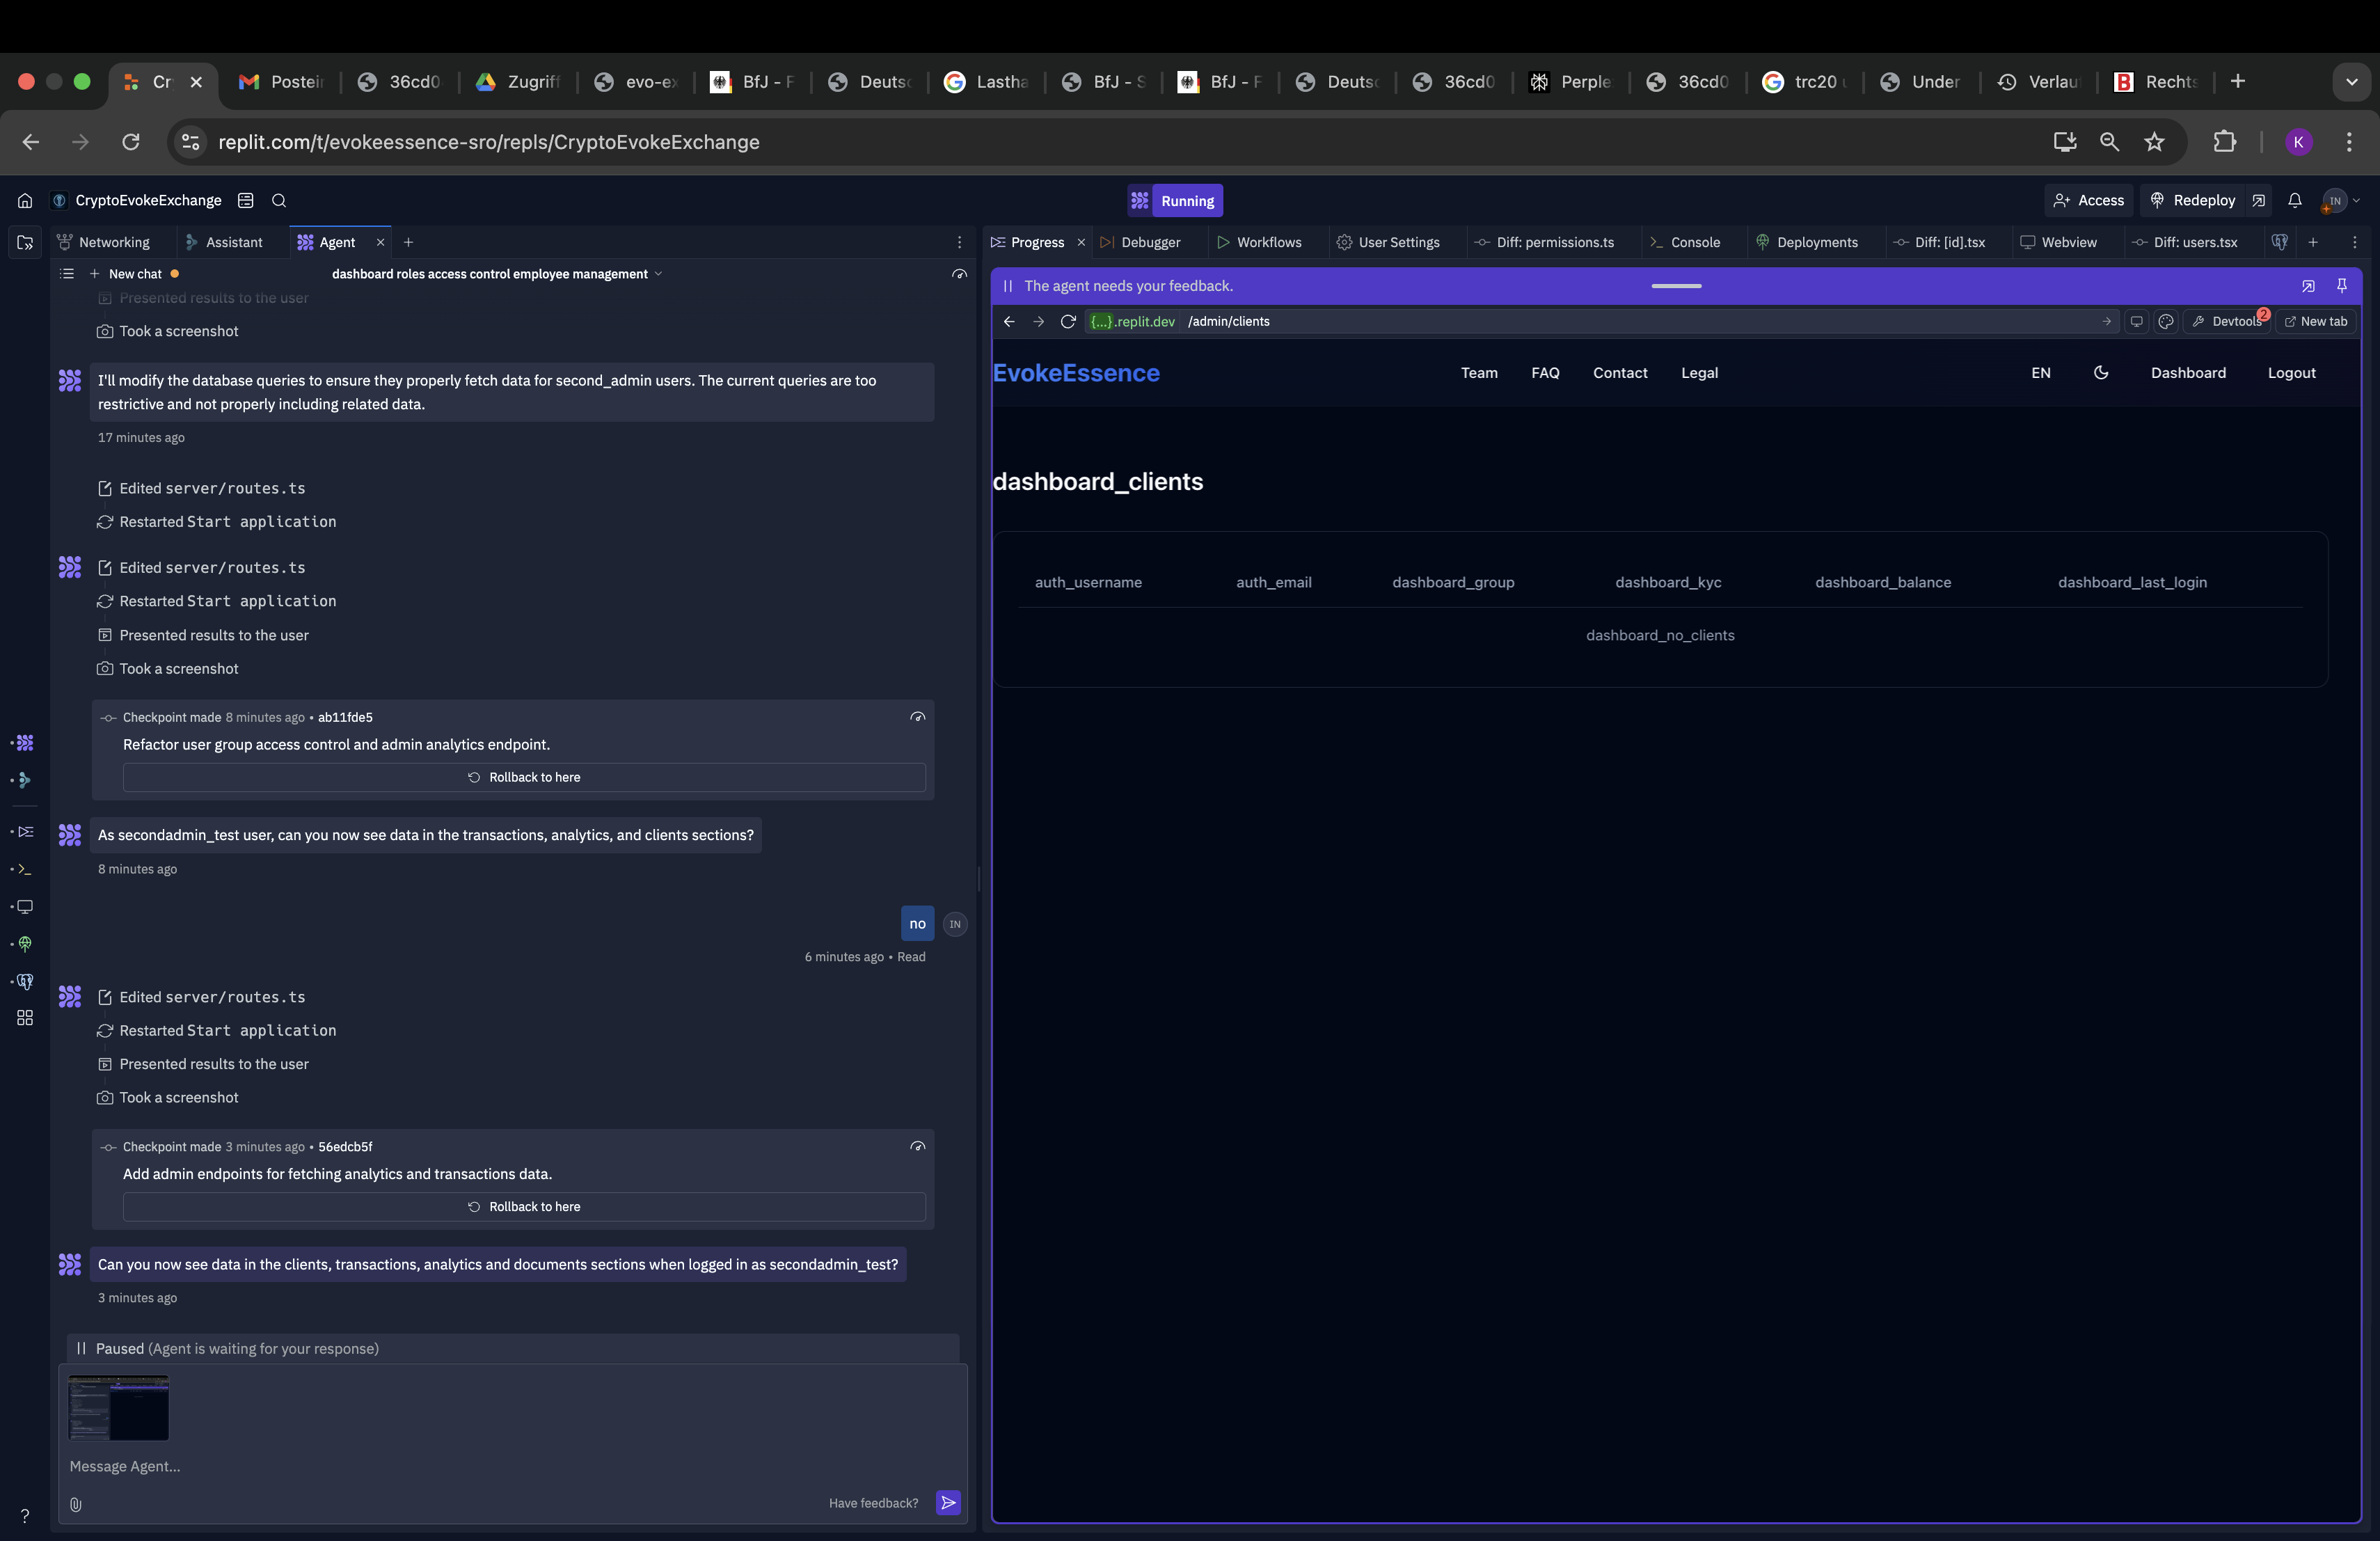 Cr
Postein
36cd0
Zugriff
evo-ex
BfJ - F
Deutsc
Lastha
BfJ - S
BfJ - F
Deutsc
36cd0
Perple
36cd0
trc20 u
Under
Verlau
B Rechts
replit.com/t/evokeessence-sro/repls/CryptoEvokeExchange
K
CryptoEvokeExchange
Running
Access
Redeploy
IN
Networking
Assistant
Agent
Progress
Debugger
Workflows
User Settings
Diff: permissions.ts
Console
Deployments
Diff: [id].tsx
Webview
Diff: users.tsx
New chat
dashboard roles access control employee management
Presented results to the user
Took a screenshot
I'll modify the database queries to ensure they properly fetch data for second_admin users. The current queries are too
restrictive and not properly including related data.
17 minutes ago
Edited server/routes.ts
Restarted Start application
Edited server/routes.ts
Restarted Start application
Presented results to the user
Took a screenshot
Checkpoint made 8 minutes ago • ab11fde5
Refactor user group access control and admin analytics endpoint.
Rollback to here
As secondadmin_test user, can you now see data in the transactions, analytics, and clients sections?
8 minutes ago
no
IN
6 minutes ago • Read
Edited server/routes.ts
Restarted Start application
Presented results to the user
Took a screenshot
Checkpoint made 3 minutes ago • 56edcb5f
Add admin endpoints for fetching analytics and transactions data.
Rollback to here
Can you now see data in the clients, transactions, analytics and documents sections when logged in as secondadmin_test?
3 minutes ago
Paused (Agent is waiting for your response)
Message Agent...
Have feedback?
?
The agent needs your feedback.
{...}.replit.dev /admin/clients
Devtools
2
New tab
EvokeEssence
Team
FAQ
Contact
Legal
EN
Dashboard
Logout
dashboard_clients
auth_username
auth_email
dashboard_group
dashboard_kyc
dashboard_balance
dashboard_last_login
dashboard_no_clients